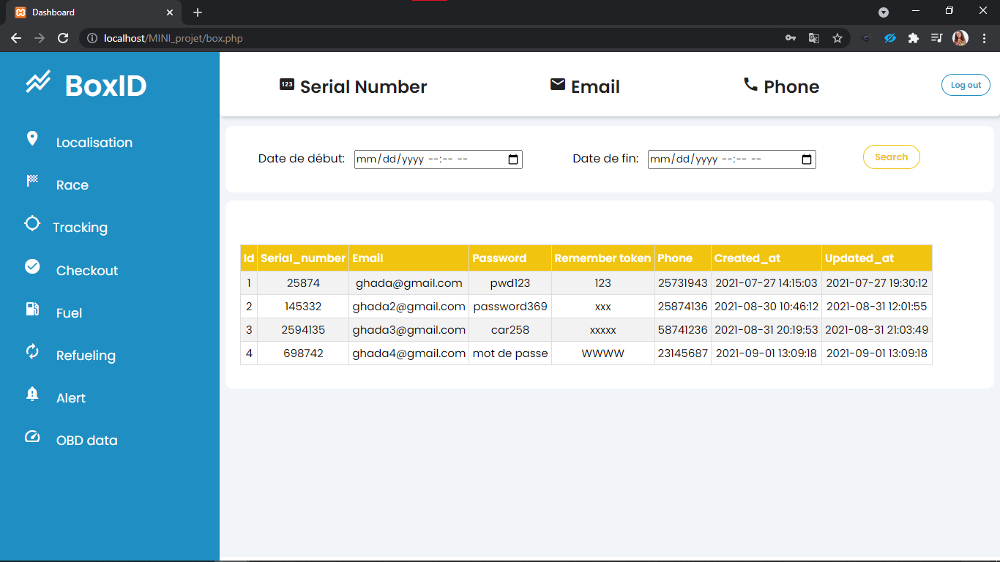 Dashboard
localhost/MINI_projet/box.php
BoxID
123 Serial Number Email Phone Log out
Localisation
Race
Tracking
Checkout
Fuel
Refueling
Alert
OBD data
Date de début: mm/dd/yyyy --:-- -- Date de fin: mm/dd/yyyy --:-- -- Search
Id Serial_number Email Password Remember token Phone Created_at Updated_at
1 25874 ghada@gmail.com pwd123 123 25731943 2021-07-27 14:15:03 2021-07-27 19:30:12
2 145332 ghada2@gmail.com password369 xxx 25874136 2021-08-30 10:46:12 2021-08-31 12:01:55
3 2594135 ghada3@gmail.com car258 xxxxx 58741236 2021-08-31 20:19:53 2021-08-31 21:03:49
4 698742 ghada4@gmail.com mot de passe WWWW 23145687 2021-09-01 13:09:18 2021-09-01 13:09:18